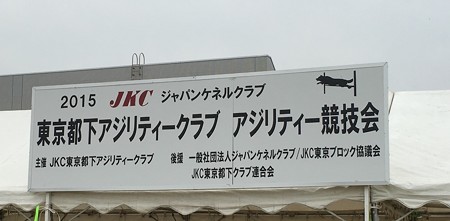 2015 JKC ジャパンケネルクラブ
東京都下アジリティークラブ アジリティー競技会
主催 JKC東京都下アジリティークラブ 後援 一般社団法人ジャパンケネルクラブ/JKC東京ブロック協議会
JKC東京都下クラブ連合会